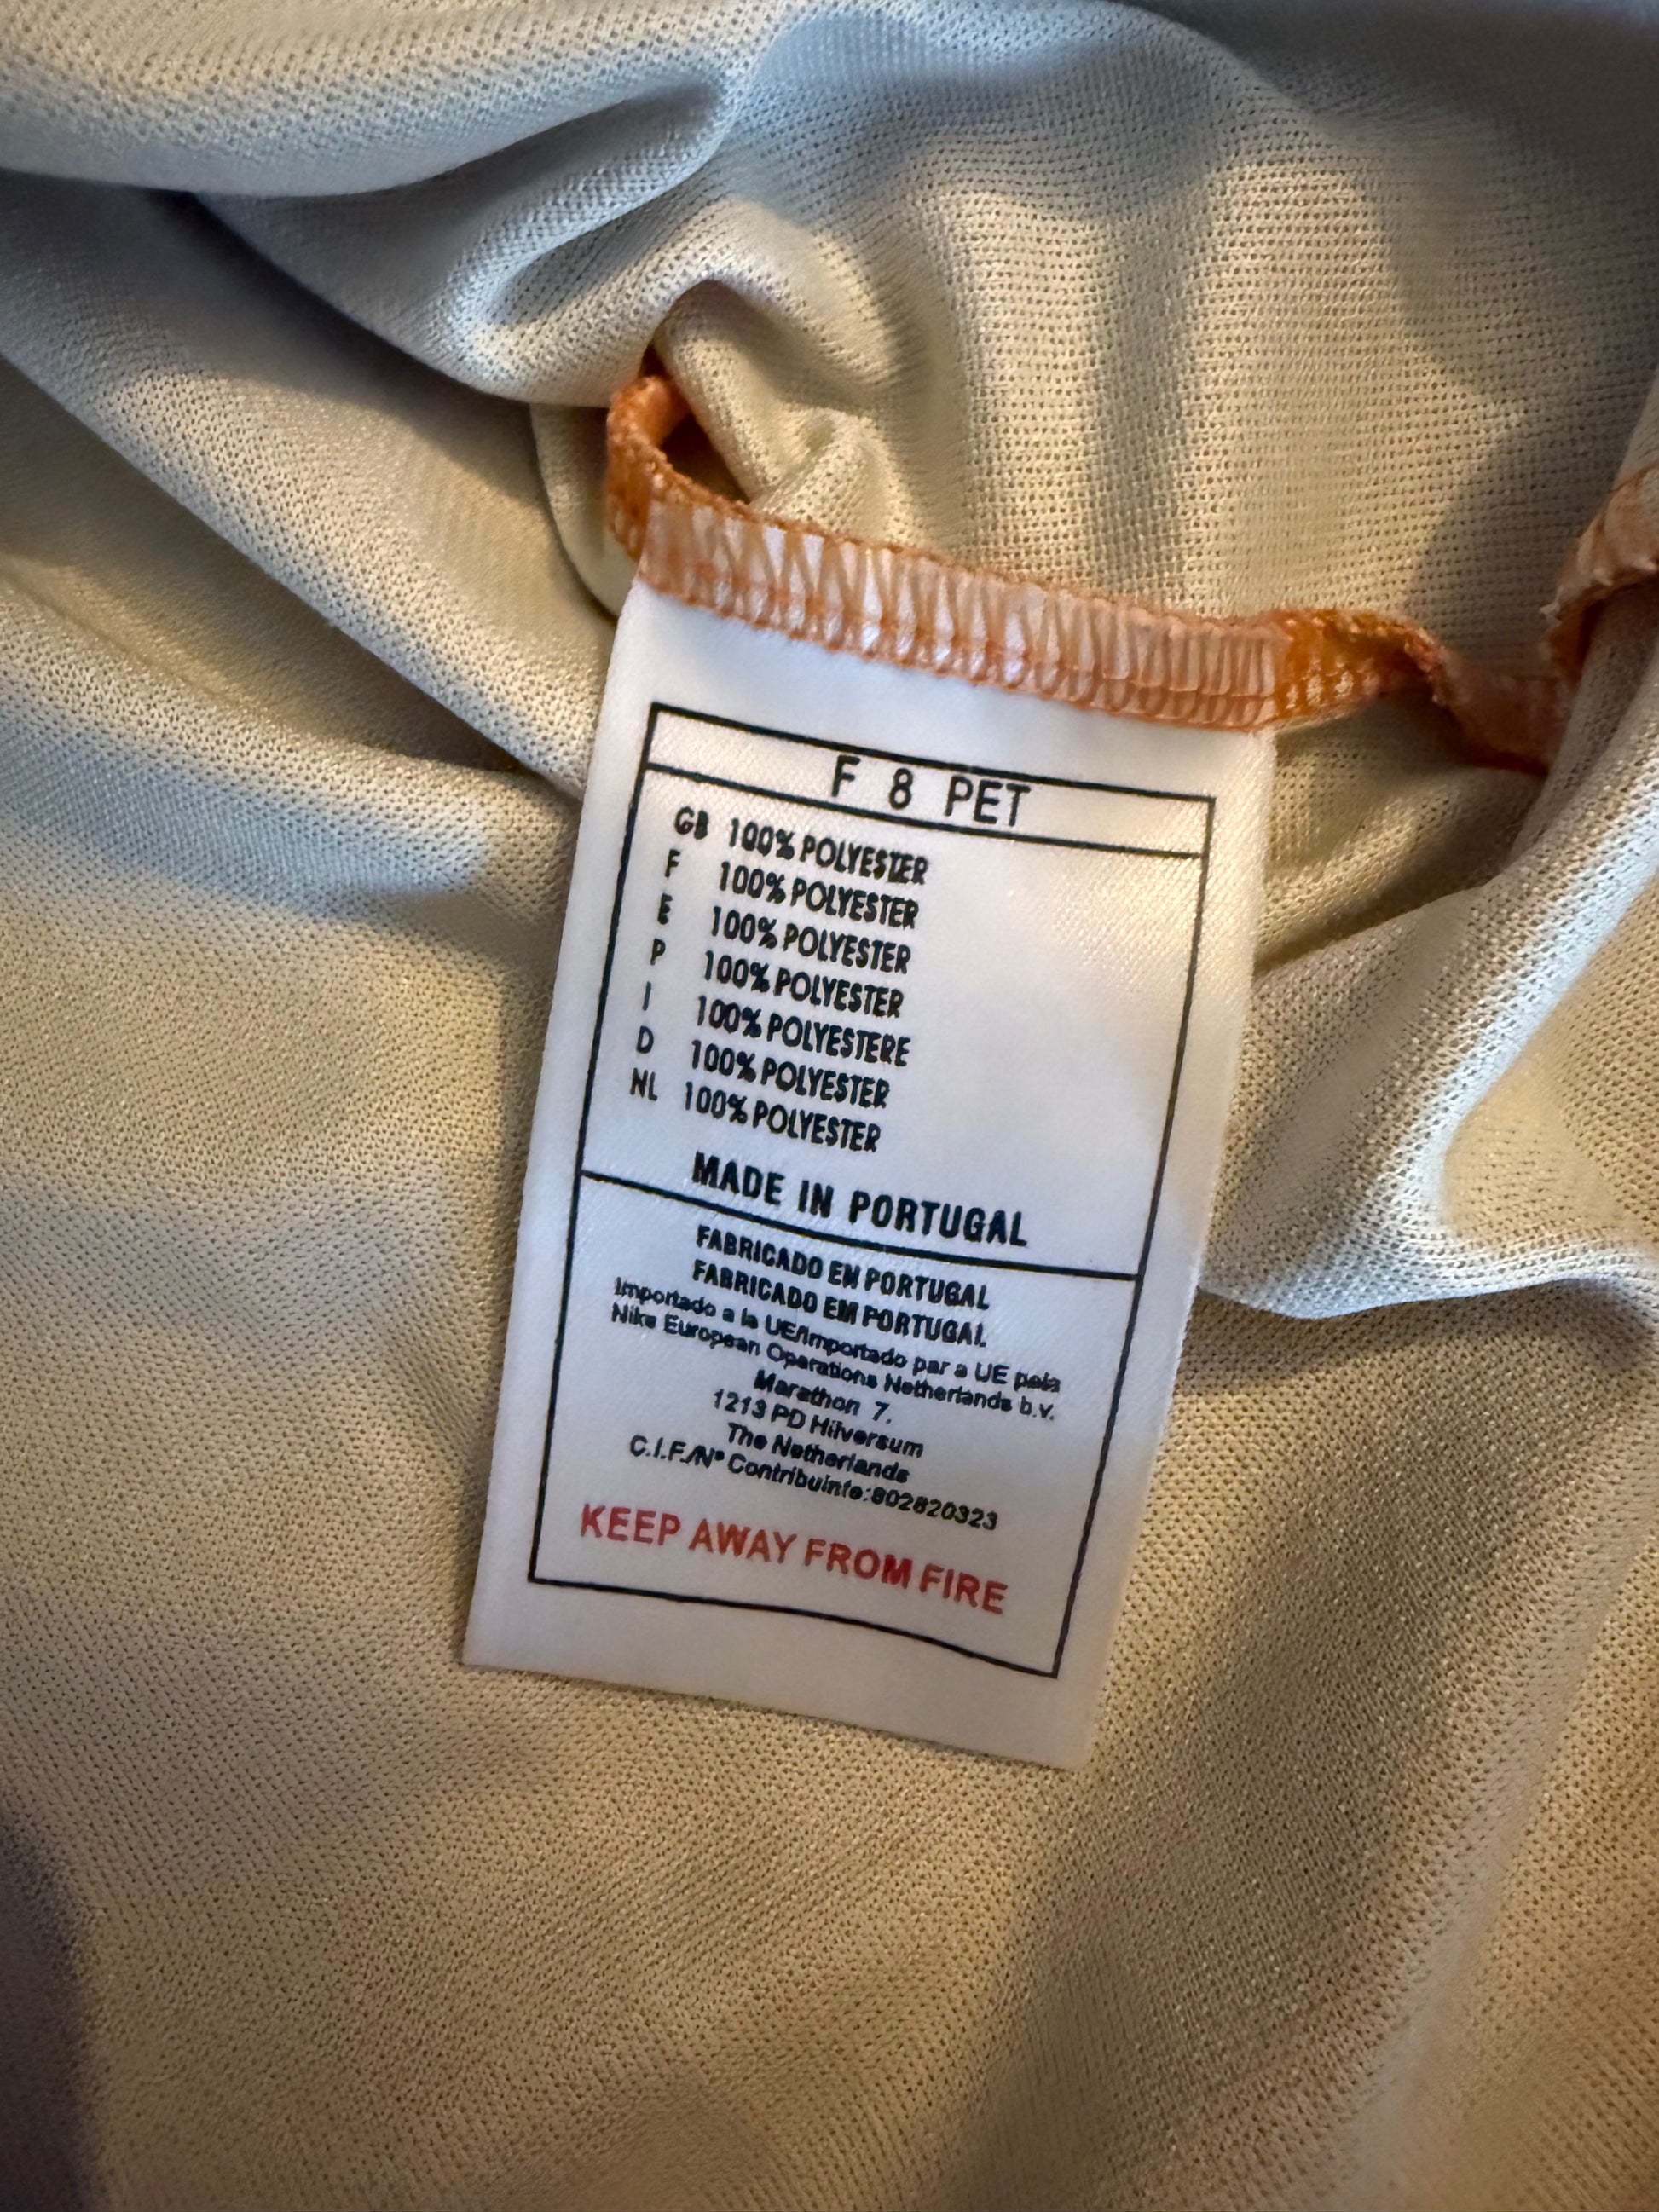 F 8 PET
GB 100% POLYESTER
F 100% POLYESTER
E 100% POLYESTER
P 100% POLYESTER
I 100% POLYESTERE
D 100% POLYESTER
NL 100% POLYESTER
MADE IN PORTUGAL
FABRICADO EN PORTUGAL
FABRICADO EM PORTUGAL
Importado a la UE/Importado par a UE pela
Nike European Operations Netherlands b.v.
Marathon 7.
1213 PD Hilversum
The Netherlands
C.I.F./Nº Contribuinte:802820323
KEEP AWAY FROM FIRE